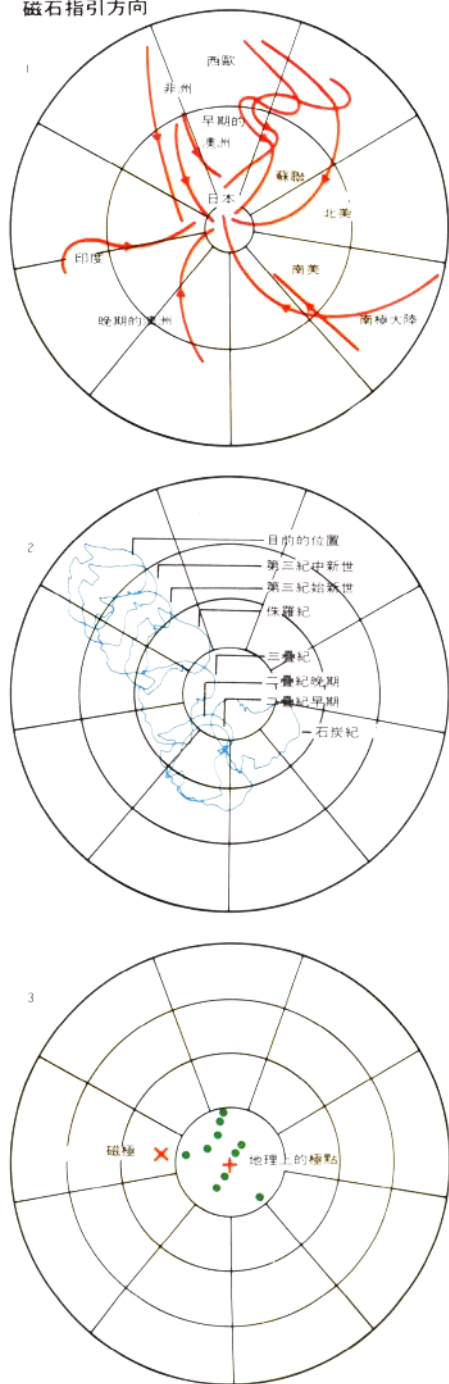 磁石指引方向
1
西歐
非洲
早期的
澳洲
蘇聯
日本
北美
印度
南美
晚期的澳洲
南極大陸
2
目前的位置
第三紀中新世
第三紀始新世
侏羅紀
三疊紀
二疊紀晚期
二疊紀早期
石炭紀
3
磁極
地理上的極點